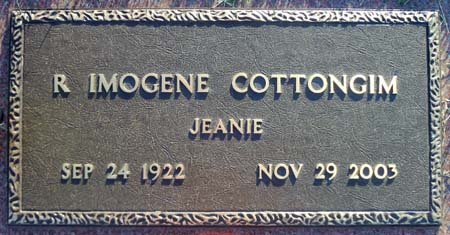 R IMOGENE COTTONGIM
JEANIE
SEP 24 1922 NOV 29 2003